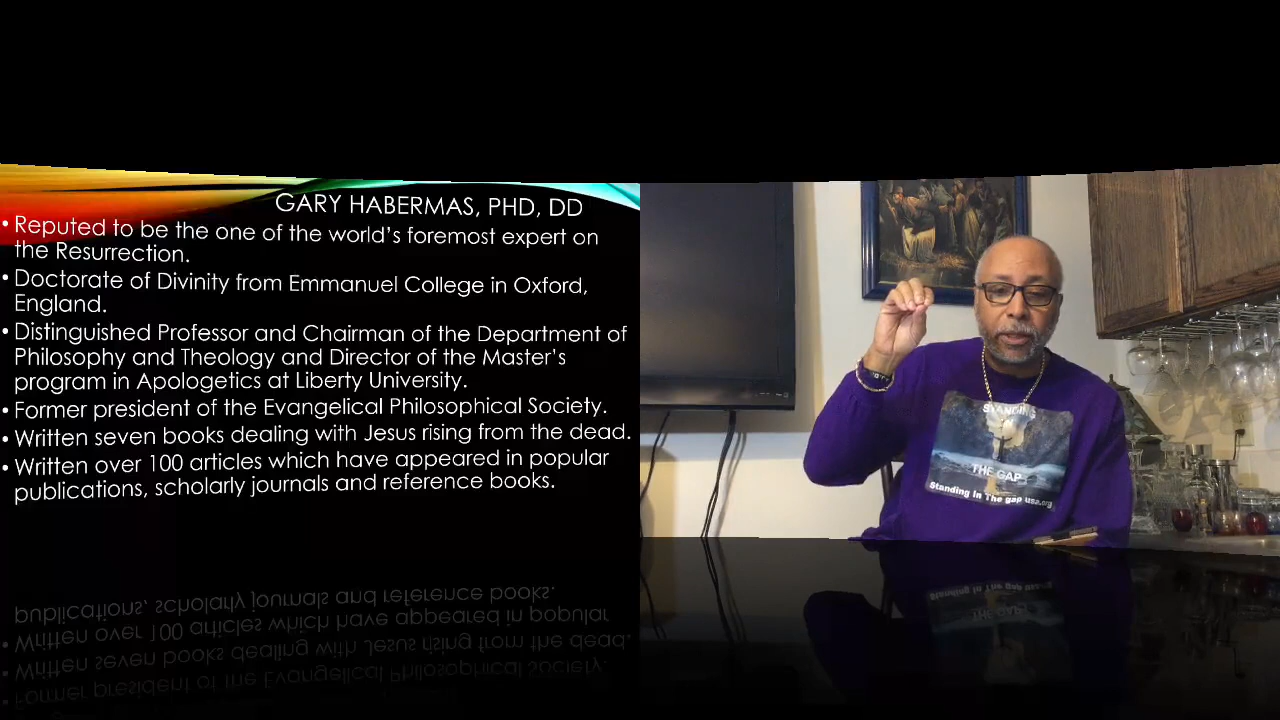 GARY HABERMAS, PHD, DD
• Reputed to be the one of the world's foremost expert on
the Resurrection.
• Doctorate of Divinity from Emmanuel College in Oxford,
England.
• Distinguished Professor and Chairman of the Department of
Philosophy and Theology and Director of the Master's
program in Apologetics at Liberty University.
• Former president of the Evangelical Philosophical Society.
• Written seven books dealing with Jesus rising from the dead.
• Written over 100 articles which have appeared in popular
publications, scholarly journals and reference books.
STANDING
THE GAP
Standing In The gap usa.org